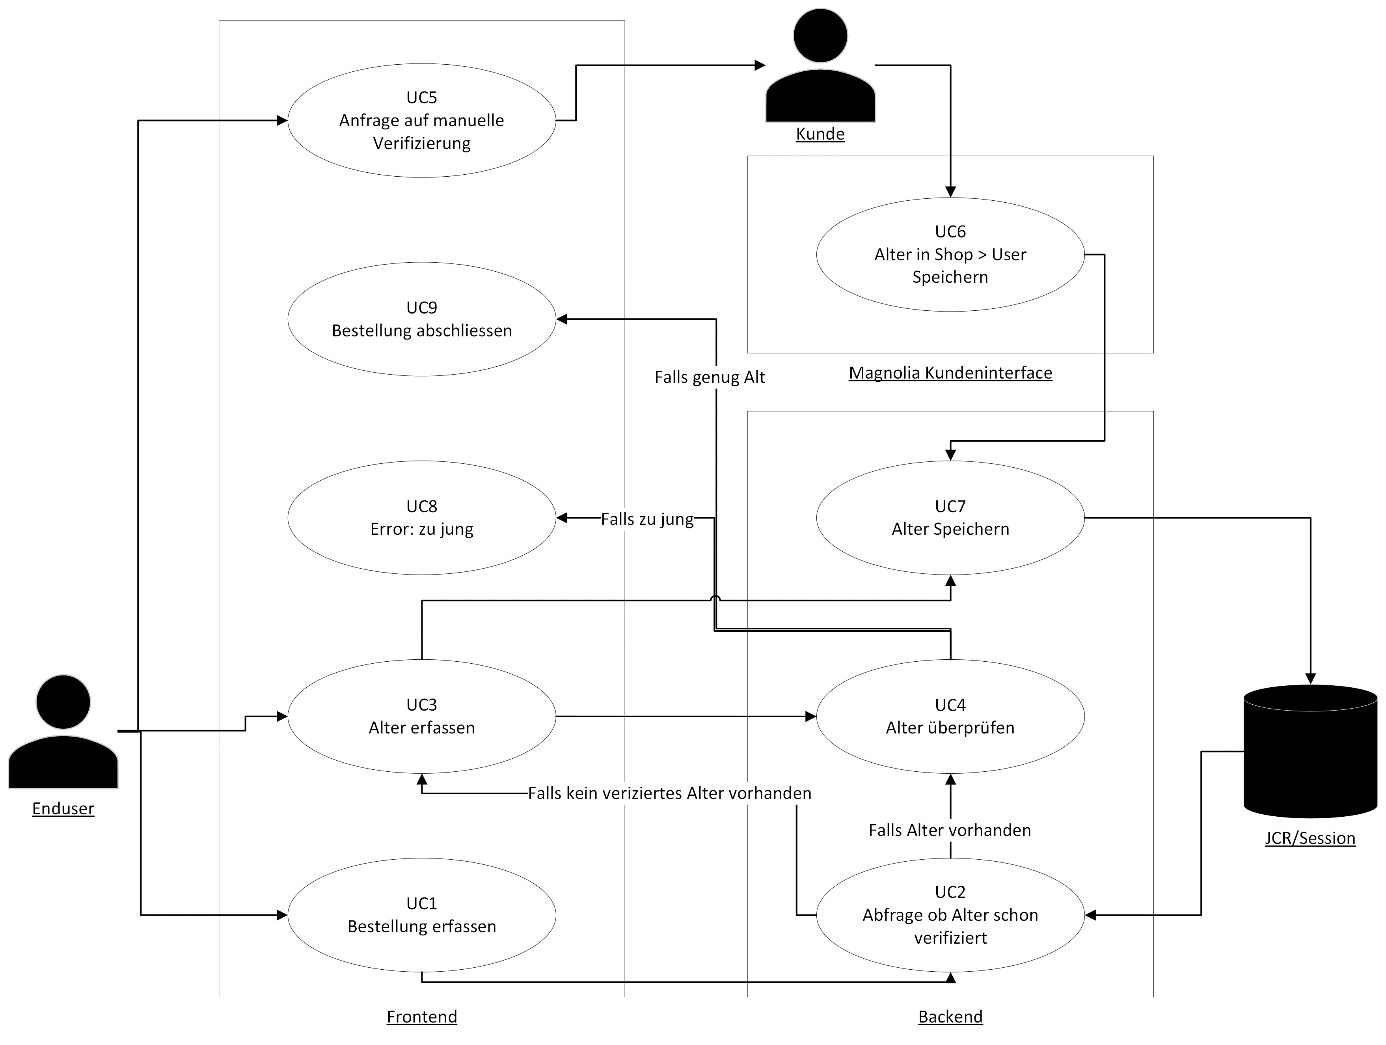 UC5
Anfrage auf manuelle
Verifizierung
Kunde
UC6
Alter in Shop > User
Speichern
Magnolia Kundeninterface
UC9
Bestellung abschliessen
Falls genug Alt
UC8
Error: zu jung
Falls zu jung
UC7
Alter Speichern
UC3
Alter erfassen
UC4
Alter überprüfen
Enduser
Falls kein veriziertes Alter vorhanden
Falls Alter vorhanden
JCR/Session
UC1
Bestellung erfassen
UC2
Abfrage ob Alter schon
verifiziert
Frontend
Backend